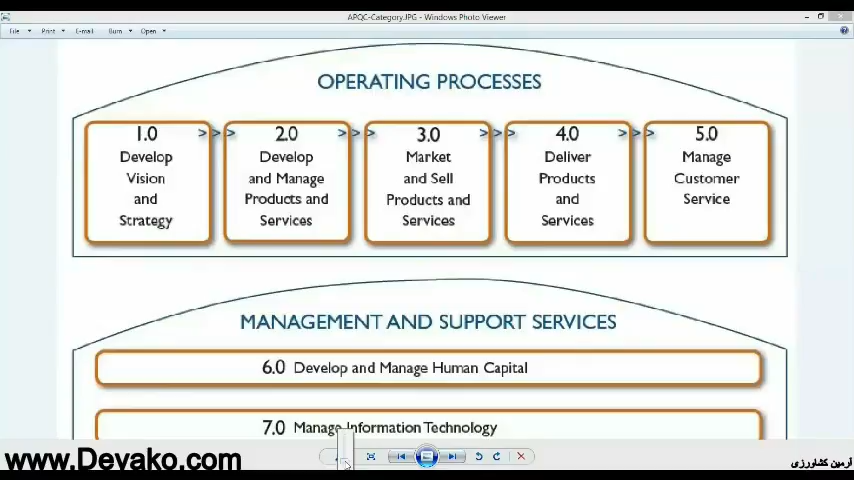 APQC-Category.JPG - Windows Photo Viewer
File Print E-mail Burn Open
OPERATING PROCESSES
1.0 >>> 2.0 >>> 3.0 >>> 4.0 >>> 5.0
Develop Vision and Strategy
Develop and Manage Products and Services
Market and Sell Products and Services
Deliver Products and Services
Manage Customer Service
MANAGEMENT AND SUPPORT SERVICES
6.0 Develop and Manage Human Capital
7.0 Manage Information Technology
www.Devako.com
آرمین کشاورزی